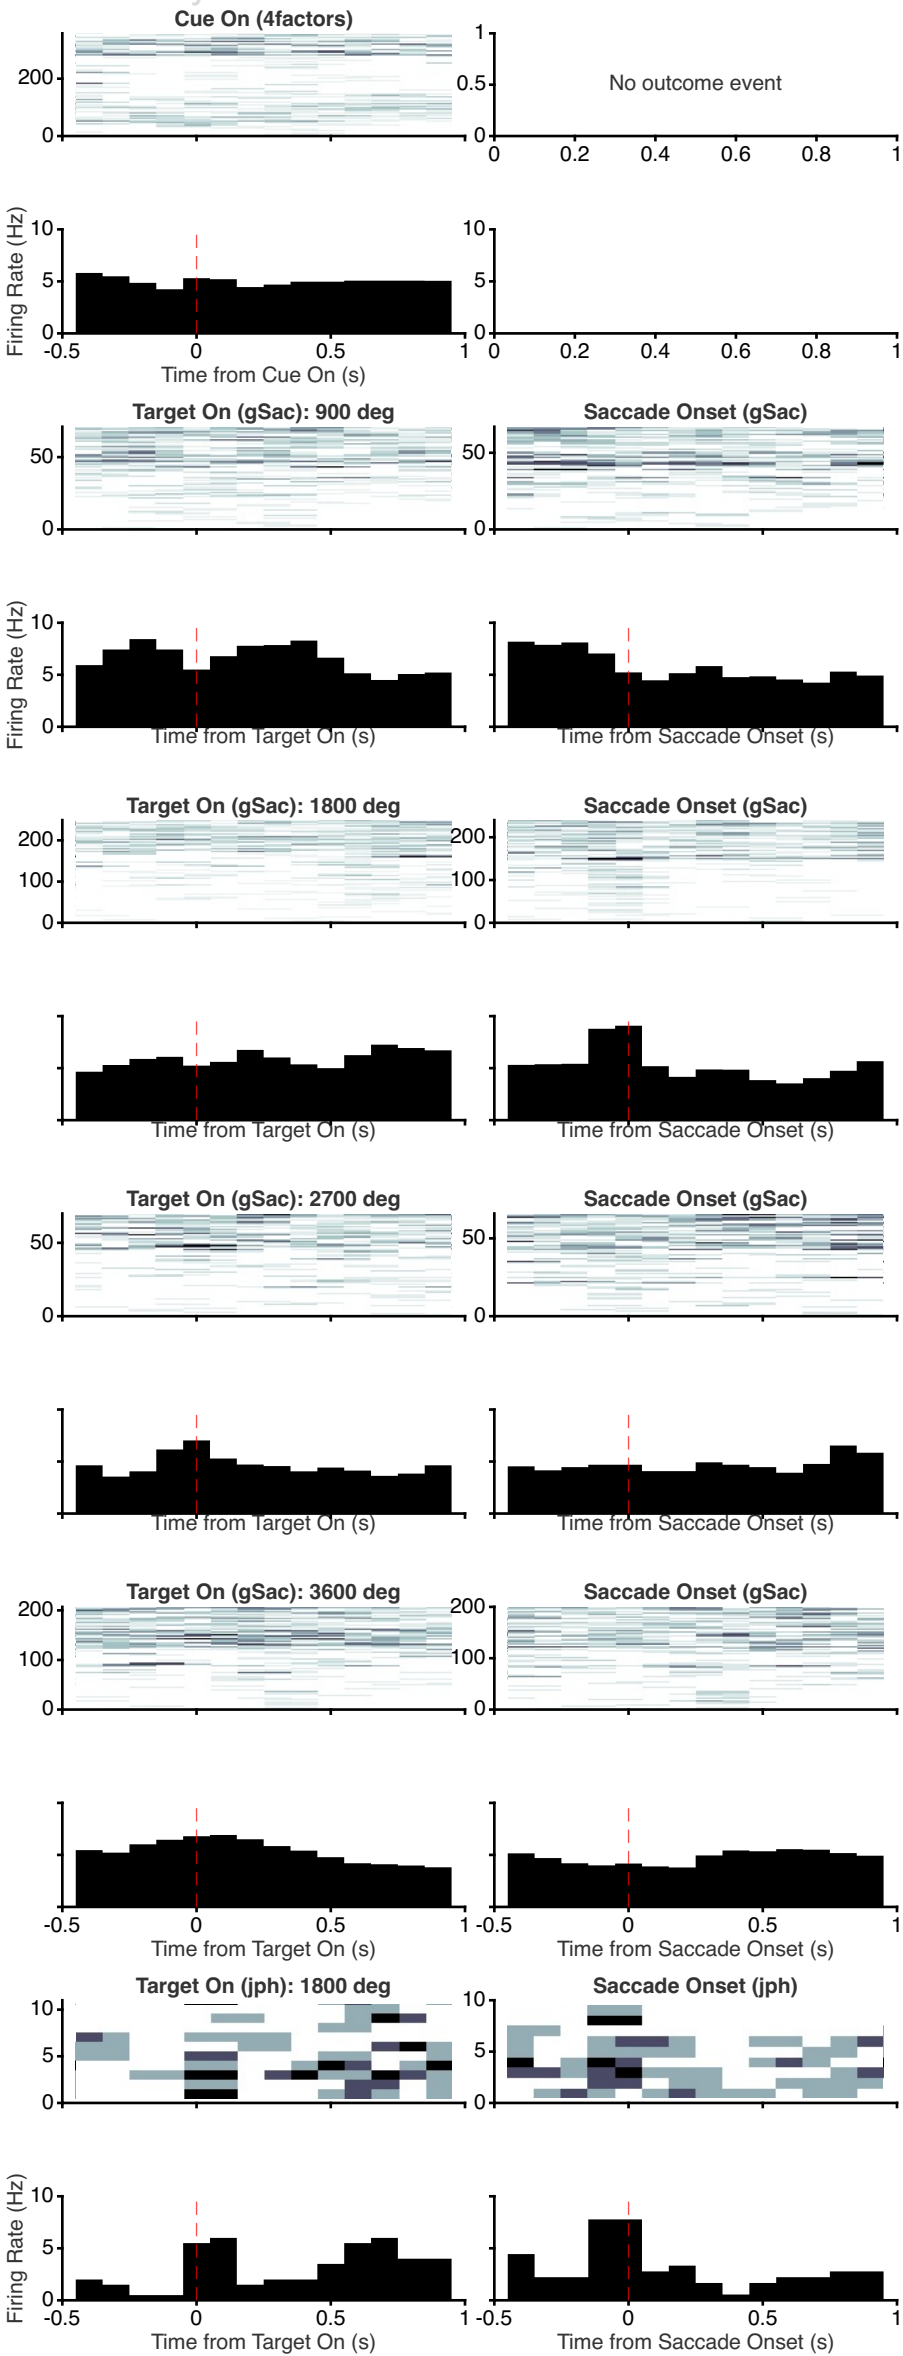 Cue On (4factors)
200
0
1
0.5
0
No outcome event
0 0.2 0.4 0.6 0.8 1
Firing Rate (Hz)
10
5
0
-0.5 0 0.5 1
Time from Cue On (s)
10
5
0
0 0.2 0.4 0.6 0.8 1
Target On (gSac): 900 deg
50
0
Saccade Onset (gSac)
50
0
Firing Rate (Hz)
10
5
0
Time from Target On (s)
Time from Saccade Onset (s)
Target On (gSac): 1800 deg
200
100
0
Saccade Onset (gSac)
200
100
0
Time from Target On (s)
Time from Saccade Onset (s)
Target On (gSac): 2700 deg
50
0
Saccade Onset (gSac)
50
0
Time from Target On (s)
Time from Saccade Onset (s)
Target On (gSac): 3600 deg
200
100
0
Saccade Onset (gSac)
200
100
0
-0.5 0 0.5 1
Time from Target On (s)
-0.5 0 0.5 1
Time from Saccade Onset (s)
Target On (jph): 1800 deg
10
5
0
Saccade Onset (jph)
10
5
0
Firing Rate (Hz)
10
5
0
-0.5 0 0.5 1
Time from Target On (s)
10
5
0
-0.5 0 0.5 1
Time from Saccade Onset (s)